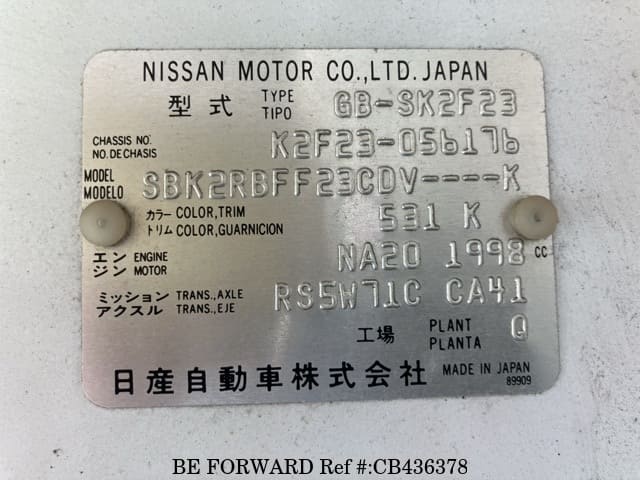 NISSAN MOTOR CO.,LTD. JAPAN
型式 TYPE TIPO GB-SK2F23
CHASSIS NO. NO. DE CHASIS K2F23-056176
MODEL MODELO SBK2RBFF23CDV----K
カラー COLOR, TRIM トリム COLOR, GUARNICION 531 K
エンジン ENGINE MOTOR NA20 1998 CC
ミッション TRANS., AXLE アクスル TRANS., EJE RS5W71C CA41
工場 PLANT PLANTA Q
日産自動車株式会社 MADE IN JAPAN 89909
BE FORWARD Ref #:CB436378